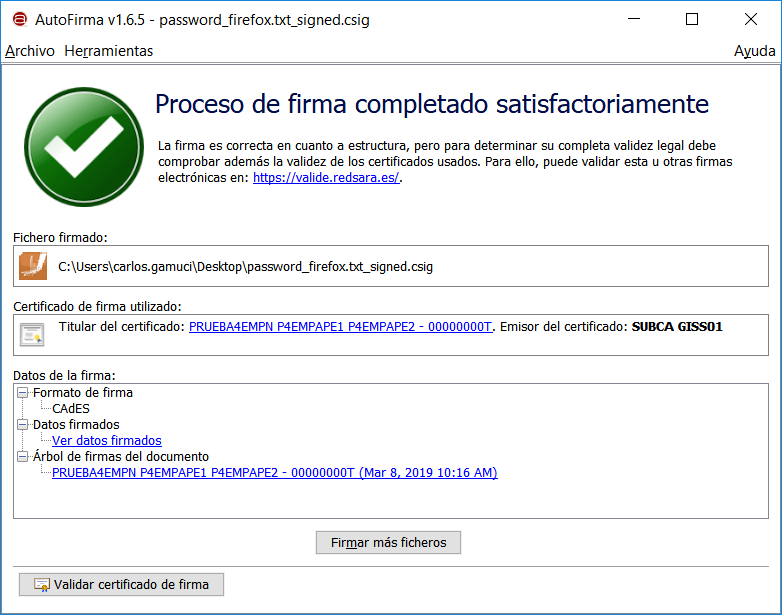 AutoFirma v1.6.5 - password_firefox.txt_signed.csig
Archivo Herramientas Ayuda
Proceso de firma completado satisfactoriamente
La firma es correcta en cuanto a estructura, pero para determinar su completa validez legal debe
comprobar además la validez de los certificados usados. Para ello, puede validar esta u otras firmas
electrónicas en: https://valide.redsara.es/.
Fichero firmado:
C:\Users\carlos.gamuci\Desktop\password_firefox.txt_signed.csig
Certificado de firma utilizado:
Titular del certificado: PRUEBA4EMPN P4EMPAPE1 P4EMPAPE2 - 00000000T. Emisor del certificado: SUBCA GISS01
Datos de la firma:
Formato de firma
CAdES
Datos firmados
Ver datos firmados
Árbol de firmas del documento
PRUEBA4EMPN P4EMPAPE1 P4EMPAPE2 - 00000000T (Mar 8, 2019 10:16 AM)
Firmar más ficheros
Validar certificado de firma